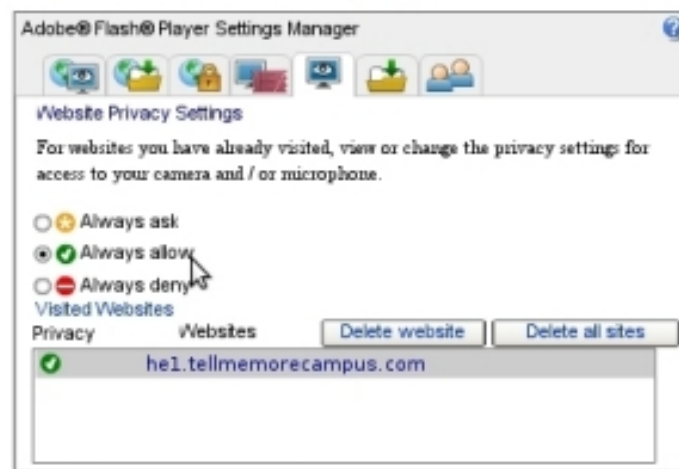 Adobe® Flash® Player Settings Manager
?
Website Privacy Settings
For websites you have already visited, view or change the privacy settings for
access to your camera and / or microphone.
Always ask
Always allow
Always deny
Visited Websites
Privacy Websites Delete website Delete all sites
he1.tellmemorecampus.com